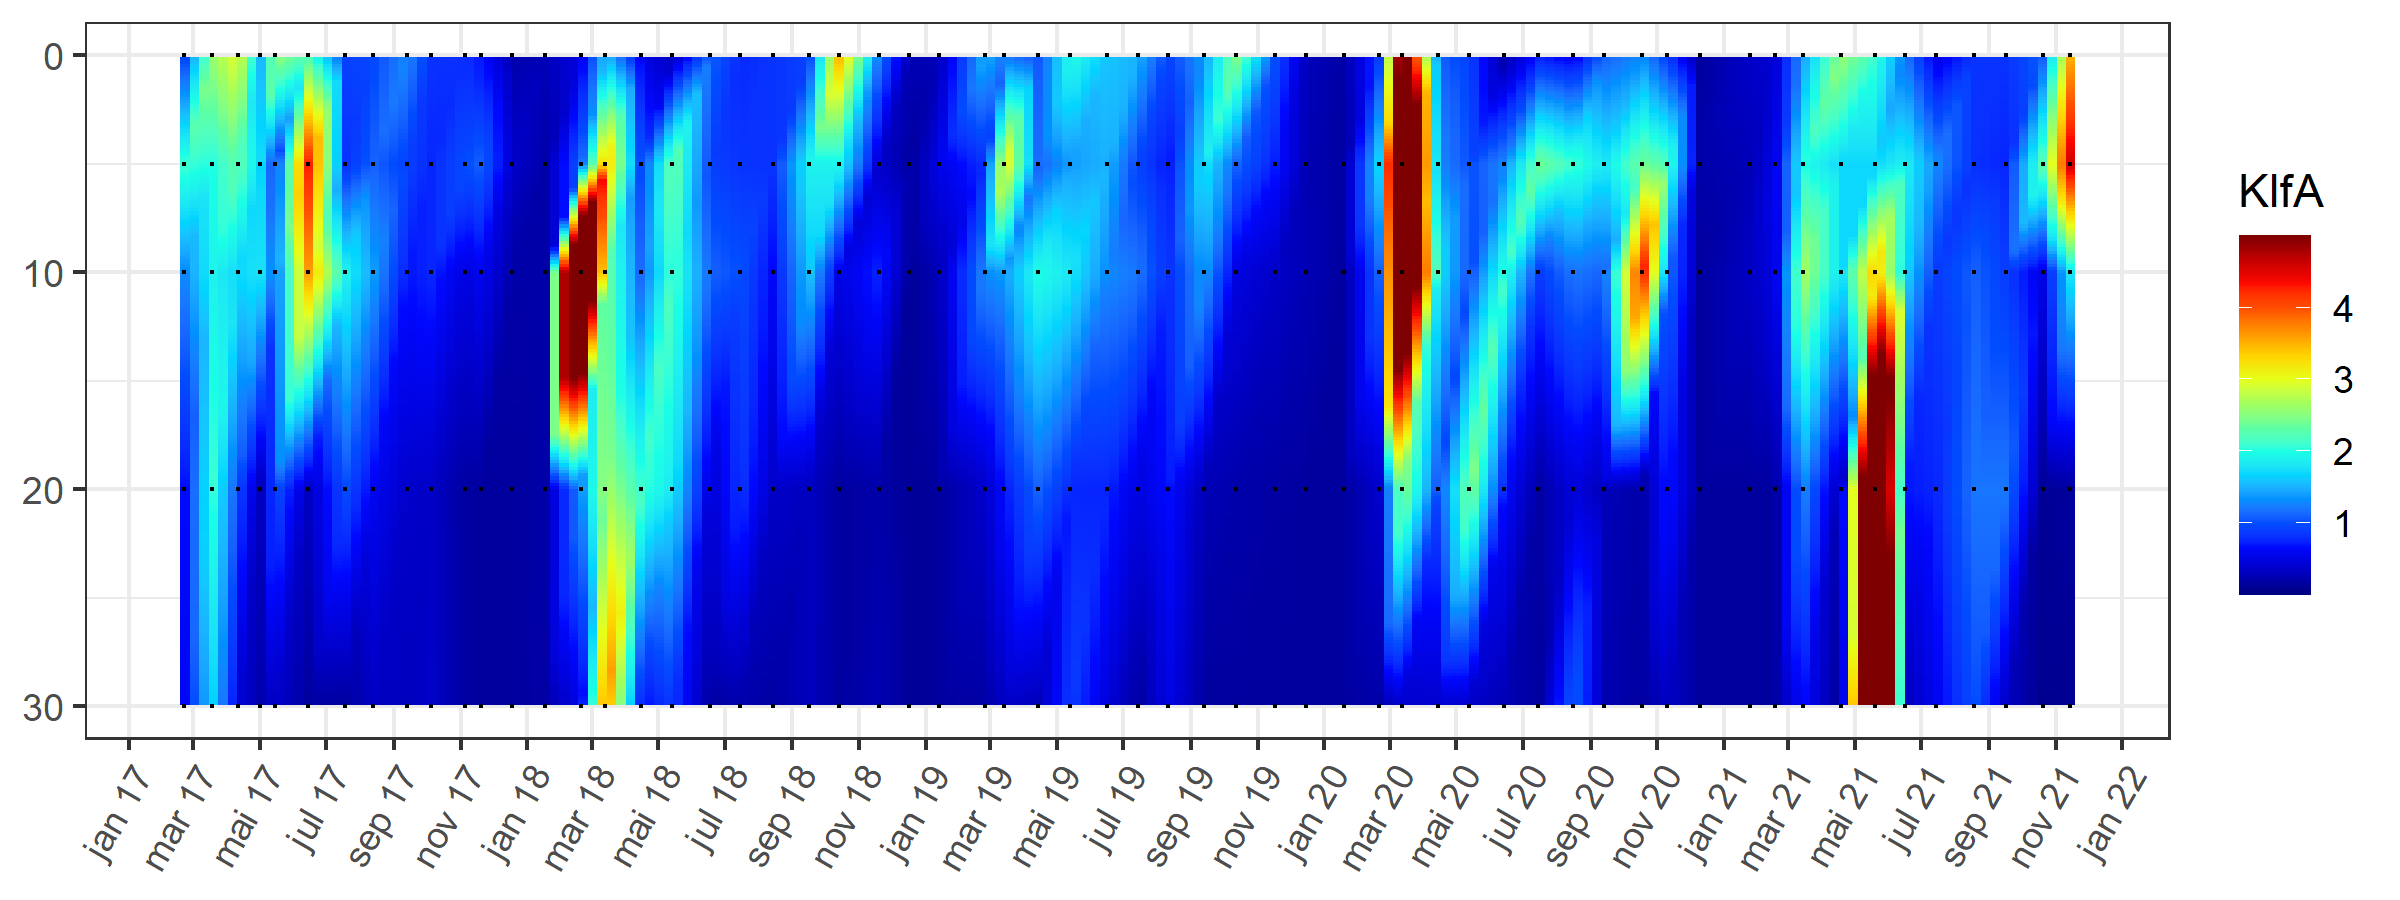 0
10
20
30
jan 17
mar 17
mai 17
jul 17
sep 17
nov 17
jan 18
mar 18
mai 18
jul 18
sep 18
nov 18
jan 19
mar 19
mai 19
jul 19
sep 19
nov 19
jan 20
mar 20
mai 20
jul 20
sep 20
nov 20
jan 21
mar 21
mai 21
jul 21
sep 21
nov 21
jan 22
KlfA
4
3
2
1